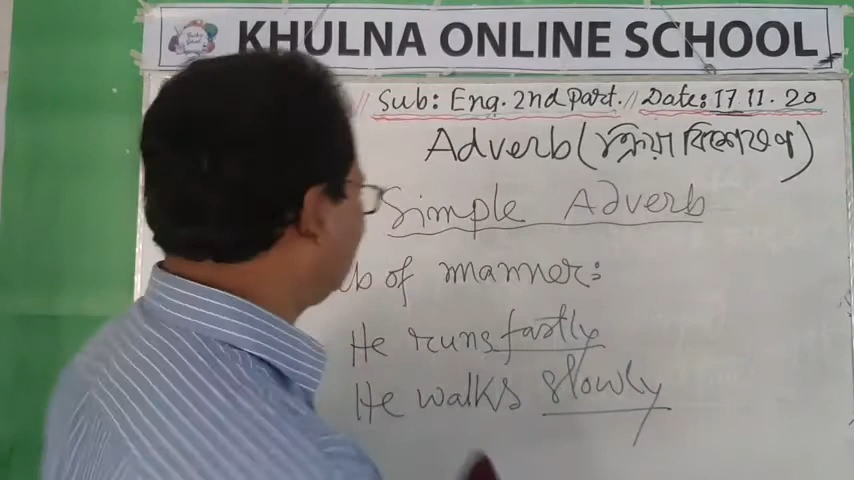 KHULNA ONLINE SCHOOL
// Sub: Eng. 2nd Part. // Date: 17.11.20
Adverb (ক্রিয়া বিশেষণ)
Simple Adverb
b of manner:
He runs fastly
He walks slowly